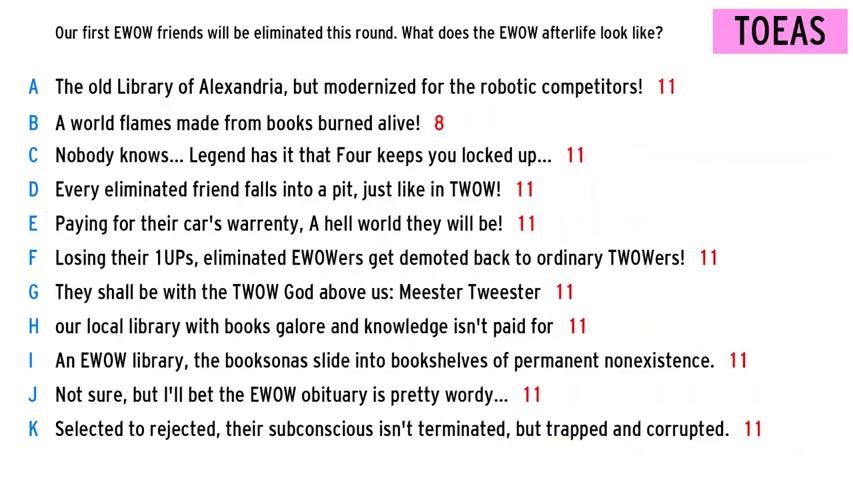 Our first EWOW friends will be eliminated this round. What does the EWOW afterlife look like?
TOEAS
A The old Library of Alexandria, but modernized for the robotic competitors! 11
B A world flames made from books burned alive! 8
C Nobody knows... Legend has it that Four keeps you locked up... 11
D Every eliminated friend falls into a pit, just like in TWOW! 11
E Paying for their car's warrenty, A hell world they will be! 11
F Losing their 1UPs, eliminated EWOWers get demoted back to ordinary TWOWers! 11
G They shall be with the TWOW God above us: Meester Tweester 11
H our local library with books galore and knowledge isn't paid for 11
I An EWOW library, the booksonas slide into bookshelves of permanent nonexistence. 11
J Not sure, but I'll bet the EWOW obituary is pretty wordy... 11
K Selected to rejected, their subconscious isn't terminated, but trapped and corrupted. 11